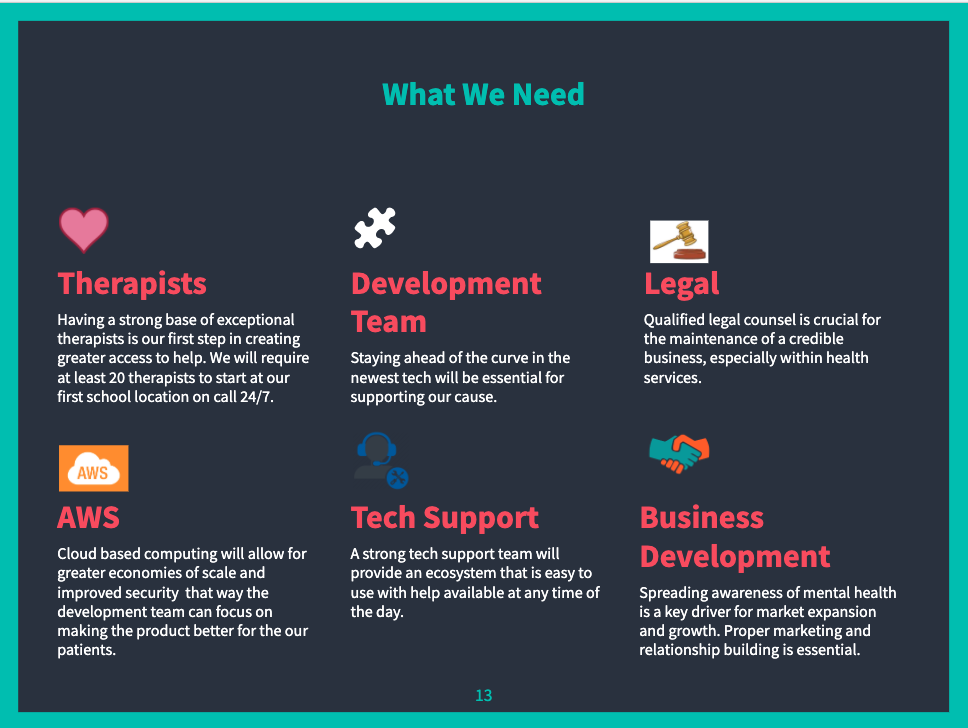 What We Need
Therapists
Having a strong base of exceptional
therapists is our first step in creating
greater access to help. We will require
at least 20 therapists to start at our
first school location on call 24/7.
Development
Team
Staying ahead of the curve in the
newest tech will be essential for
supporting our cause.
Legal
Qualified legal counsel is crucial for
the maintenance of a credible
business, especially within health
services.
AWS
AWS
Cloud based computing will allow for
greater economies of scale and
improved security  that way the
development team can focus on
making the product better for the our
patients.
Tech Support
A strong tech support team will
provide an ecosystem that is easy to
use with help available at any time of
the day.
Business
Development
Spreading awareness of mental health
is a key driver for market expansion
and growth. Proper marketing and
relationship building is essential.
13